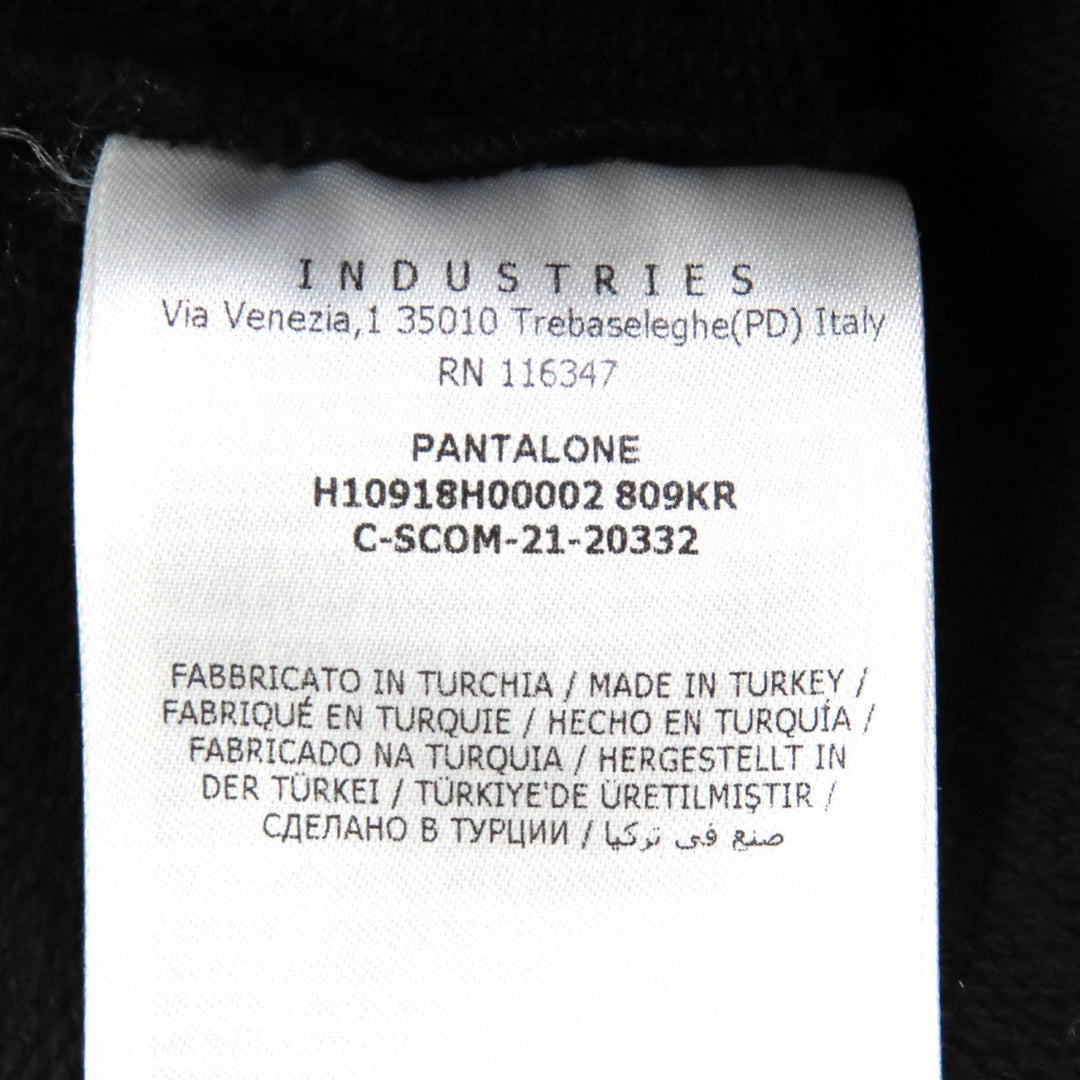 INDUSTRIES
Via Venezia,1 35010 Trebaseleghe(PD) Italy
RN 116347
PANTALONE
H10918H00002 809KR
C-SCOM-21-20332
FABBRICATO IN TURCHIA / MADE IN TURKEY /
FABRIQUÉ EN TURQUIE / HECHO EN TURQUÍA /
FABRICADO NA TURQUIA / HERGESTELLT IN
DER TÜRKEI / TÜRKIYE'DE ÜRETILMIŞTIR /
СДЕЛАНО В ТУРЦИИ / صنع في تركيا